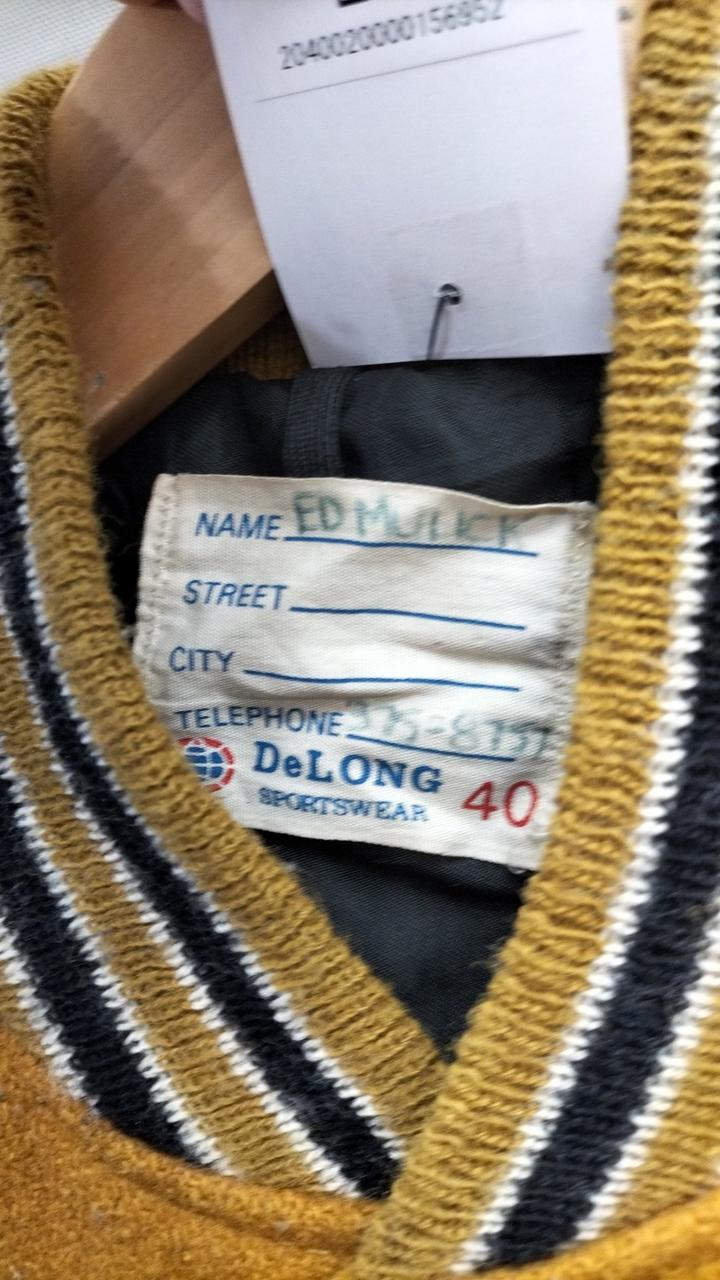 2040020000156952
NAME ED MULICK
STREET
CITY
TELEPHONE 375-8757
DeLONG
SPORTSWEAR 40